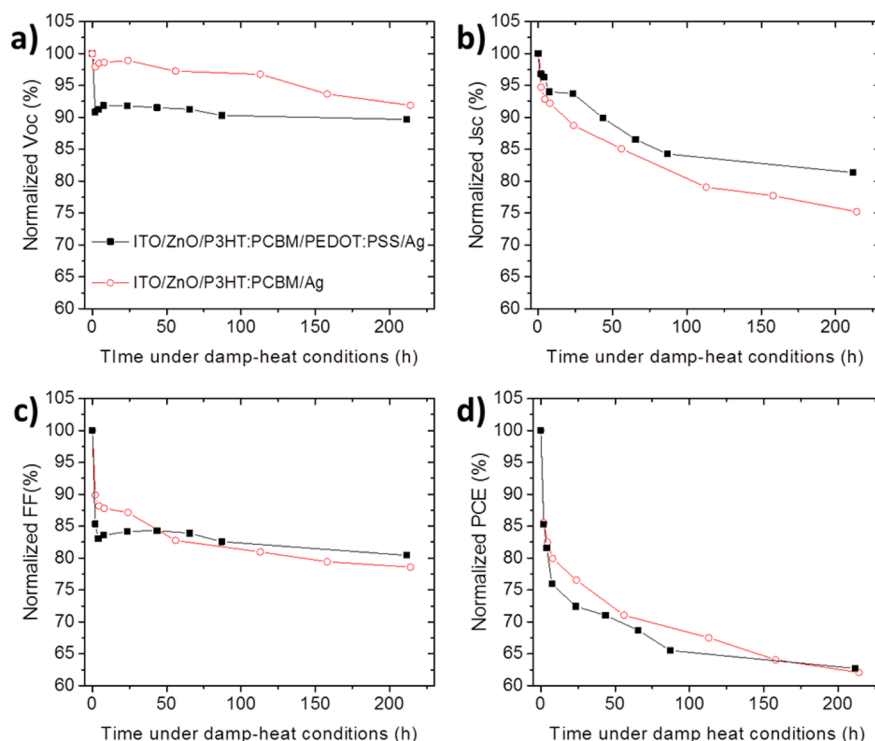 a)
Normalized Voc (%)
105
100
95
90
85
80
75
70
65
60
ITO/ZnO/P3HT:PCBM/PEDOT:PSS/Ag
ITO/ZnO/P3HT:PCBM/Ag
0 50 100 150 200
TIme under damp-heat conditions (h)
b)
Normalized Jsc (%)
105
100
95
90
85
80
75
70
65
60
0 50 100 150 200
Time under damp-heat conditions (h)
c)
Normalized FF(%)
105
100
95
90
85
80
75
70
65
60
0 50 100 150 200
Time under damp-heat conditions (h)
d)
Normalized PCE (%)
105
100
95
90
85
80
75
70
65
60
0 50 100 150 200
Time under damp heat conditions (h)